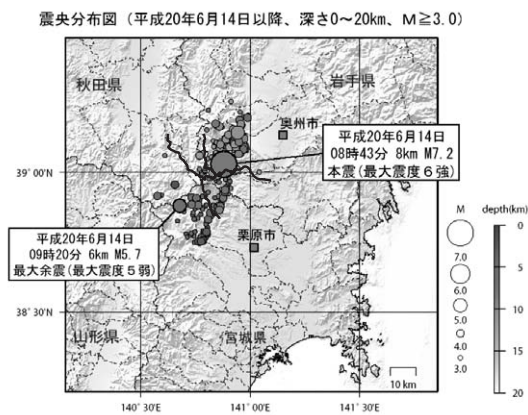 震央分布図（平成20年6月14日以降、深さ0～20km、M≧3.0）
秋田県
岩手県
奥州市
平成20年6月14日
08時43分 8km M7.2
本震(最大震度６強)
39° 00'N
平成20年6月14日
09時20分 6km M5.7
最大余震(最大震度５弱)
栗原市
38° 30'N
山形県
宮城県
10 km
140° 30'E
141° 00'E
141° 30'E
M
7.0
6.0
5.0
4.0
3.0
depth(km)
0
5
10
15
20